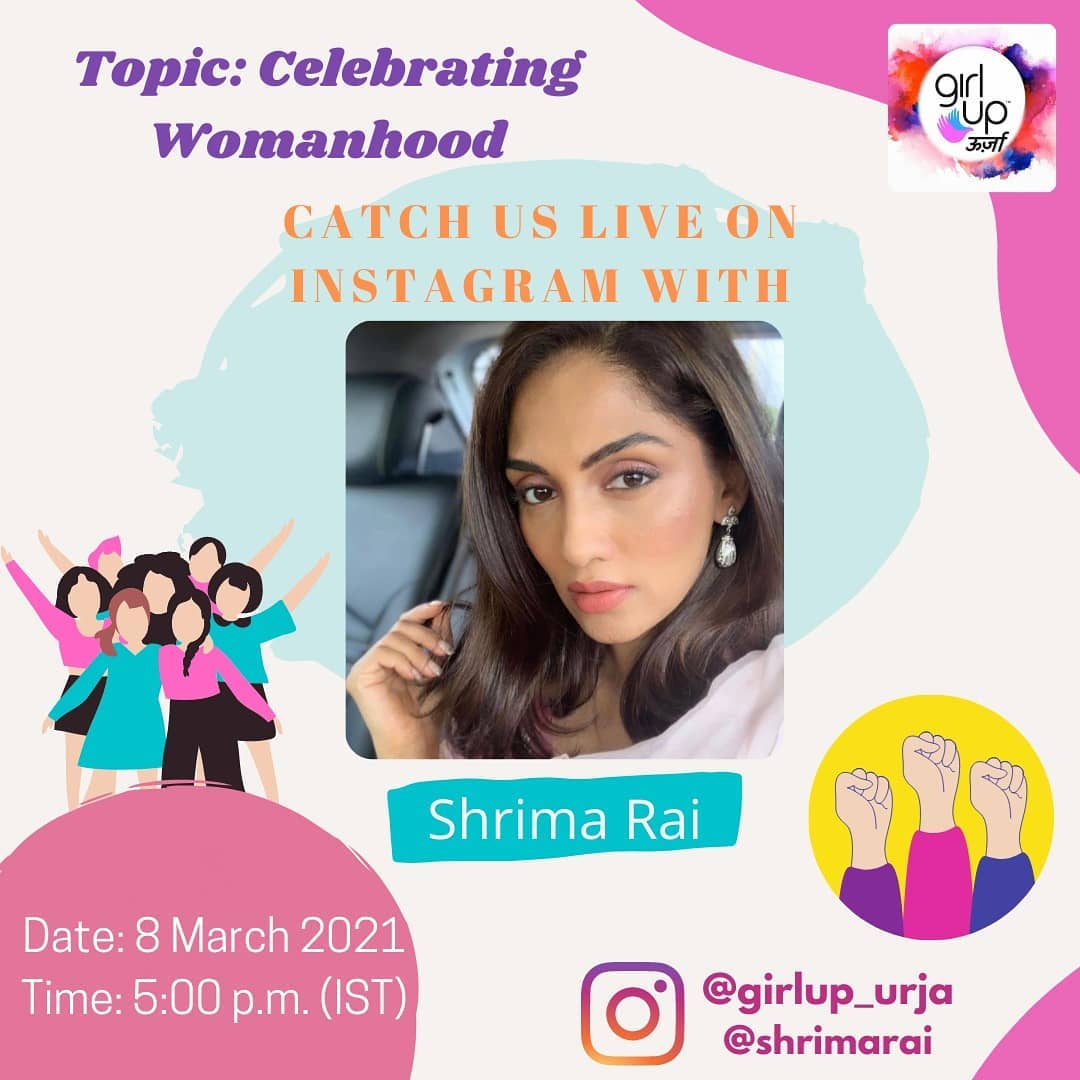 Topic: Celebrating
Womanhood
girl
up™
ऊर्जा
CATCH US LIVE ON
INSTAGRAM WITH
Shrima Rai
Date: 8 March 2021
Time: 5:00 p.m. (IST)
@girlup_urja
@shrimarai